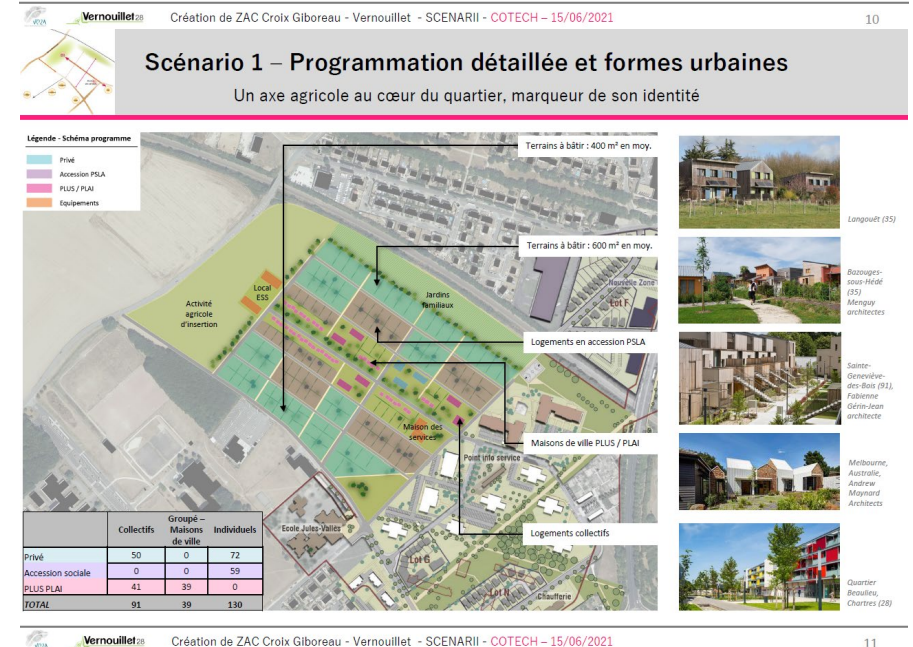 Vernouillet28 Création de ZAC Croix Giboreau - Vernouillet - SCENARII - COTECH – 15/06/2021 10
Scénario 1 – Programmation détaillée et formes urbaines
Un axe agricole au cœur du quartier, marqueur de son identité
Légende - Schéma programme
Privé
Accession PSLA
PLUS / PLAI
Equipements
Terrains à bâtir : 400 m² en moy.
Terrains à bâtir : 600 m² en moy.
Nouvelle Zone
Lot F
Local
ESS
Jardins
familiaux
Activité
agricole
d'insertion
Logements en accession PSLA
Maison des
services
Maisons de ville PLUS / PLAI
Point info service
Ecole Jules-Vallès
Logements collectifs
Lot G
Lot N
Chaufferie
Collectifs Groupé – Maisons de ville Individuels
Privé 50 0 72
Accession sociale 0 0 59
PLUS PLAI 41 39 0
TOTAL 91 39 130
Langouët (35)
Bazouges-
sous-Hédé
(35)
Menguy
architectes
Sainte-
Geneviève-
des-Bois (91),
Fabienne
Gérin-Jean
architecte
Melbourne,
Australie,
Andrew
Maynard
Architects
Quartier
Beaulieu,
Chartres (28)
Vernouillet28 Création de ZAC Croix Giboreau - Vernouillet - SCENARII - COTECH – 15/06/2021 11